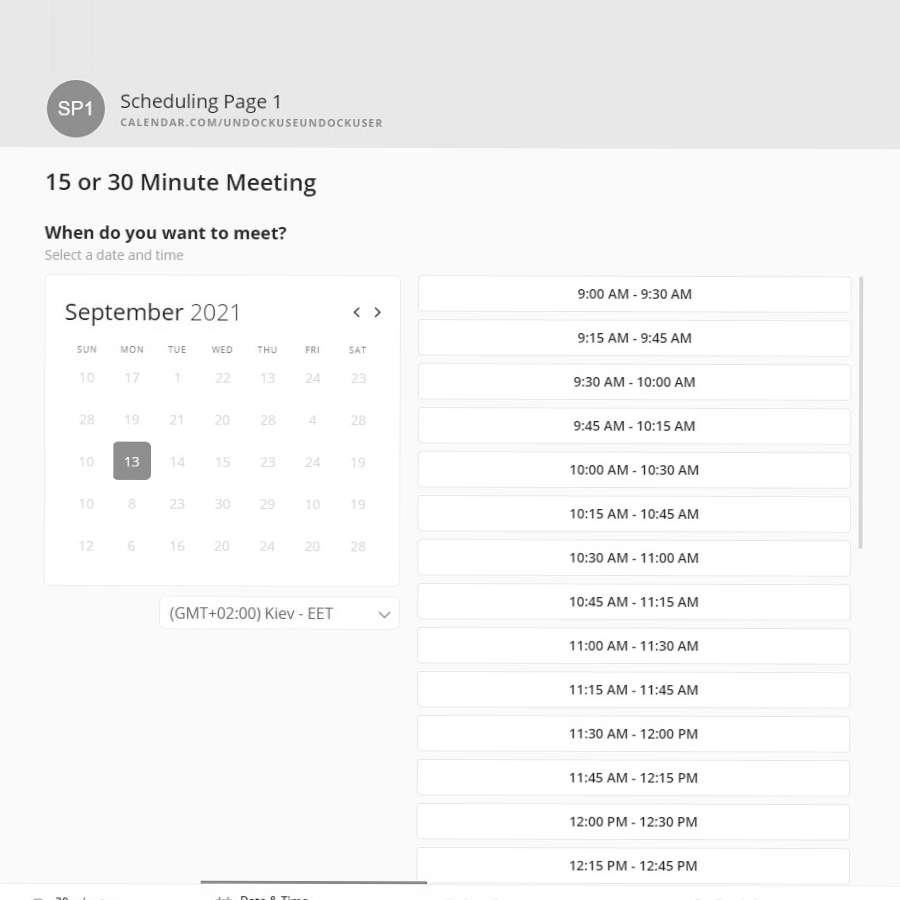 SP1
Scheduling Page 1
CALENDAR.COM/UNDOCKUSEUNDOCKUSER
15 or 30 Minute Meeting
When do you want to meet?
Select a date and time
September 2021
SUN MON TUE WED THU FRI SAT
10 17 1 22 13 24 23
28 19 21 20 28 4 28
10 13 14 15 23 24 19
10 8 23 30 29 10 19
12 6 16 20 24 20 28
(GMT+02:00) Kiev - EET
9:00 AM - 9:30 AM
9:15 AM - 9:45 AM
9:30 AM - 10:00 AM
9:45 AM - 10:15 AM
10:00 AM - 10:30 AM
10:15 AM - 10:45 AM
10:30 AM - 11:00 AM
10:45 AM - 11:15 AM
11:00 AM - 11:30 AM
11:15 AM - 11:45 AM
11:30 AM - 12:00 PM
11:45 AM - 12:15 PM
12:00 PM - 12:30 PM
12:15 PM - 12:45 PM
Date & Time